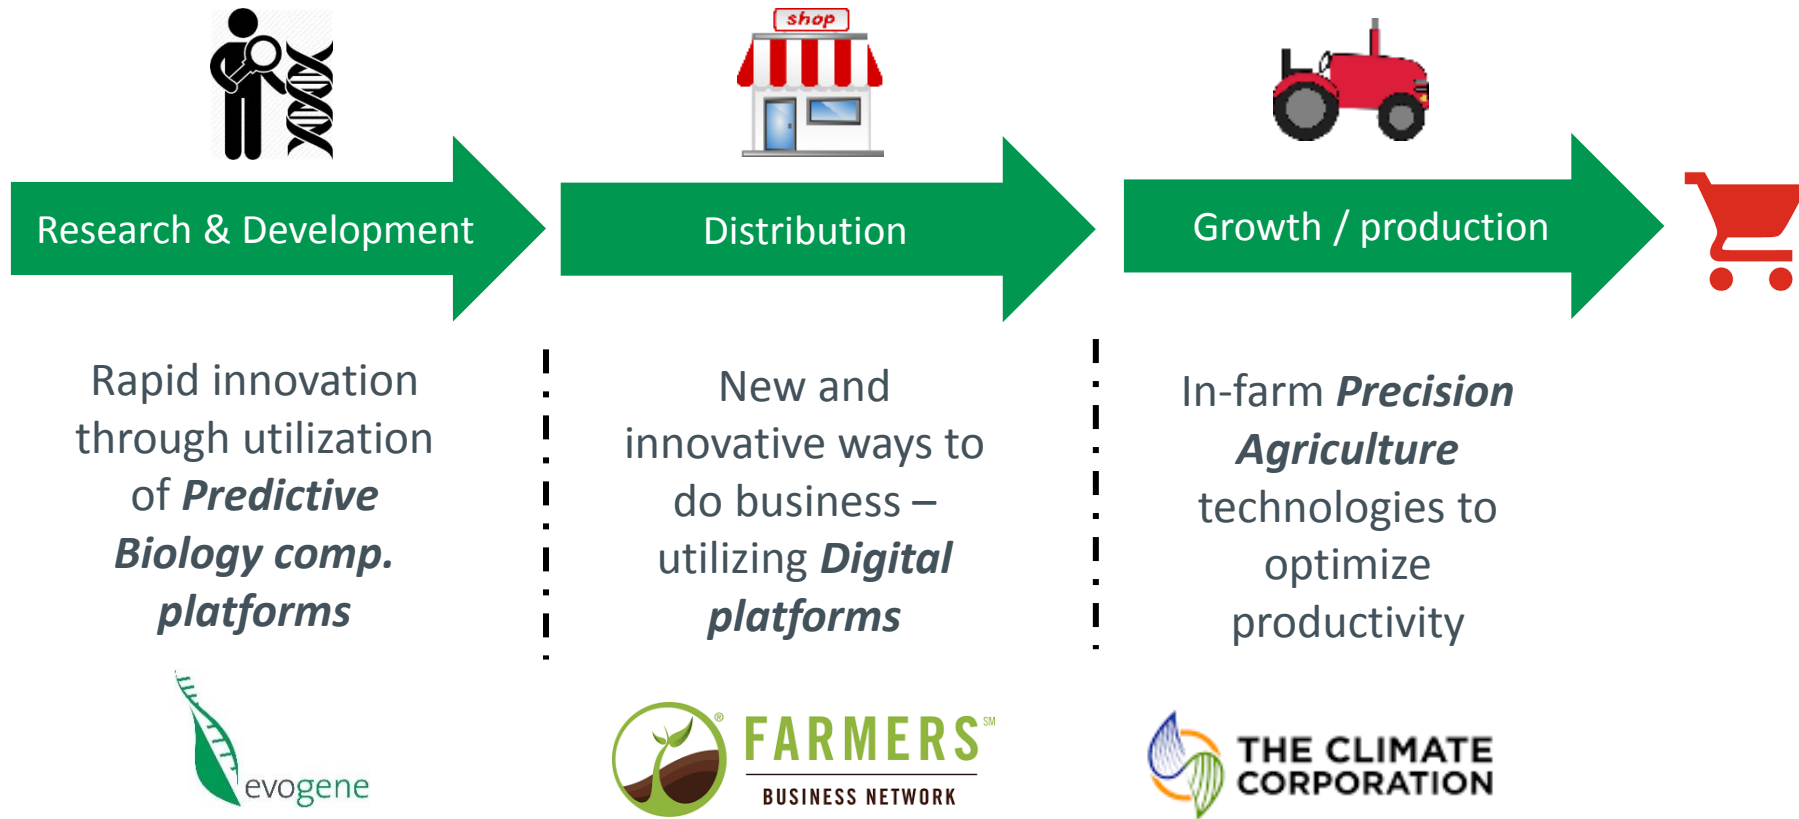 shop
Research & Development
Distribution
Growth / production
Rapid innovation
through utilization
of Predictive
Biology comp.
platforms
New and
innovative ways to
do business –
utilizing Digital
platforms
In-farm Precision
Agriculture
technologies to
optimize
productivity
evogene
® FARMERS℠
BUSINESS NETWORK
THE CLIMATE
CORPORATION